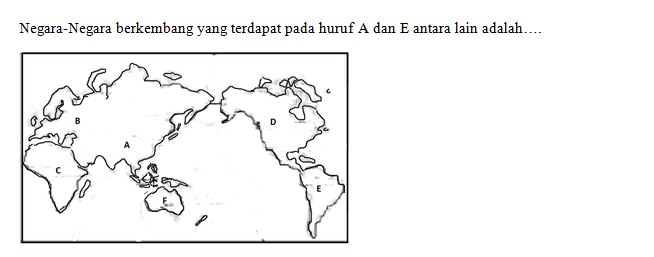 Negara-Negara berkembang yang terdapat pada huruf A dan E antara lain adalah….
B
D
A
C
E
F